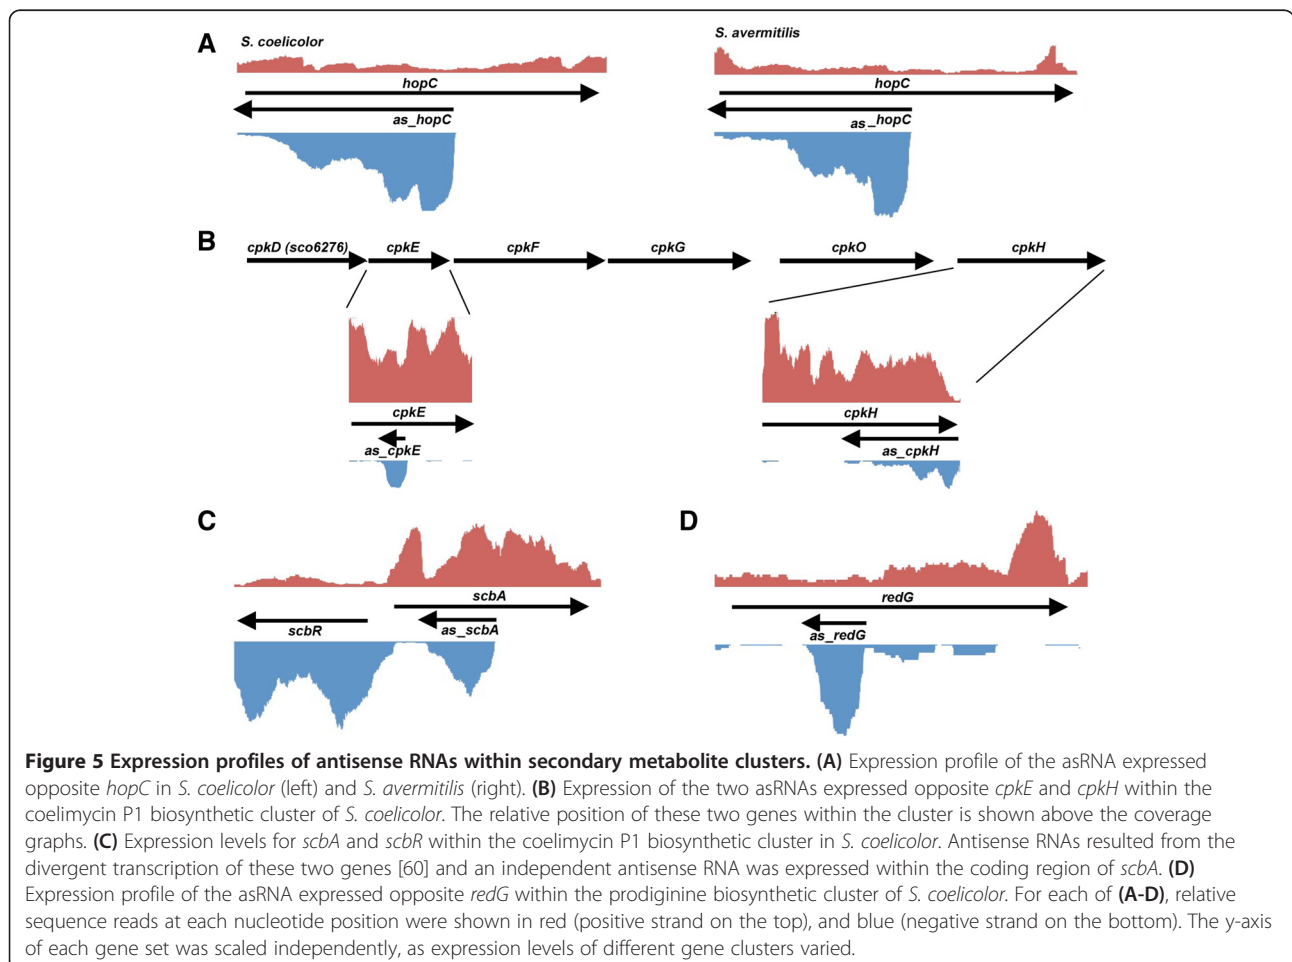 A
S. coelicolor
S. avermitilis
hopC
hopC
as_hopC
as_hopC
B
cpkD (sco6276)
cpkE
cpkF
cpkG
cpkO
cpkH
cpkE
cpkH
as_cpkE
as_cpkH
C
D
scbA
redG
scbR
as_scbA
as_redG
Figure 5 Expression profiles of antisense RNAs within secondary metabolite clusters. (A) Expression profile of the asRNA expressed
opposite hopC in S. coelicolor (left) and S. avermitilis (right). (B) Expression of the two asRNAs expressed opposite cpkE and cpkH within the
coelimycin P1 biosynthetic cluster of S. coelicolor. The relative position of these two genes within the cluster is shown above the coverage
graphs. (C) Expression levels for scbA and scbR within the coelimycin P1 biosynthetic cluster in S. coelicolor. Antisense RNAs resulted from the
divergent transcription of these two genes [60] and an independent antisense RNA was expressed within the coding region of scbA. (D)
Expression profile of the asRNA expressed opposite redG within the prodiginine biosynthetic cluster of S. coelicolor. For each of (A-D), relative
sequence reads at each nucleotide position were shown in red (positive strand on the top), and blue (negative strand on the bottom). The y-axis
of each gene set was scaled independently, as expression levels of different gene clusters varied.